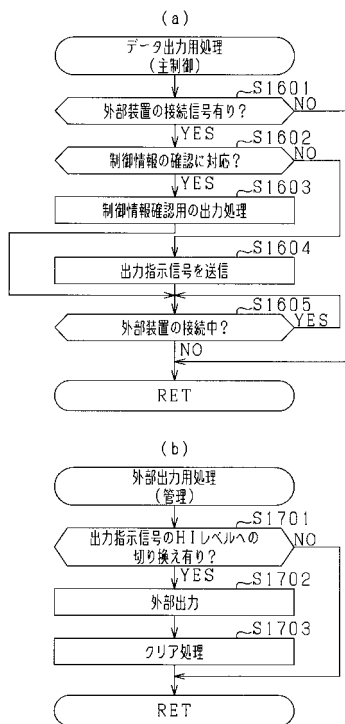 (a)
データ出力用処理
(主制御)
S1601
外部装置の接続信号有り?
NO
YES
S1602
制御情報の確認に対応?
NO
YES
S1603
制御情報確認用の出力処理
S1604
出力指示信号を送信
S1605
外部装置の接続中?
YES
NO
RET
(b)
外部出力用処理
(管理)
S1701
出力指示信号のHIレベルへの
切り換え有り?
NO
YES
S1702
外部出力
S1703
クリア処理
RET